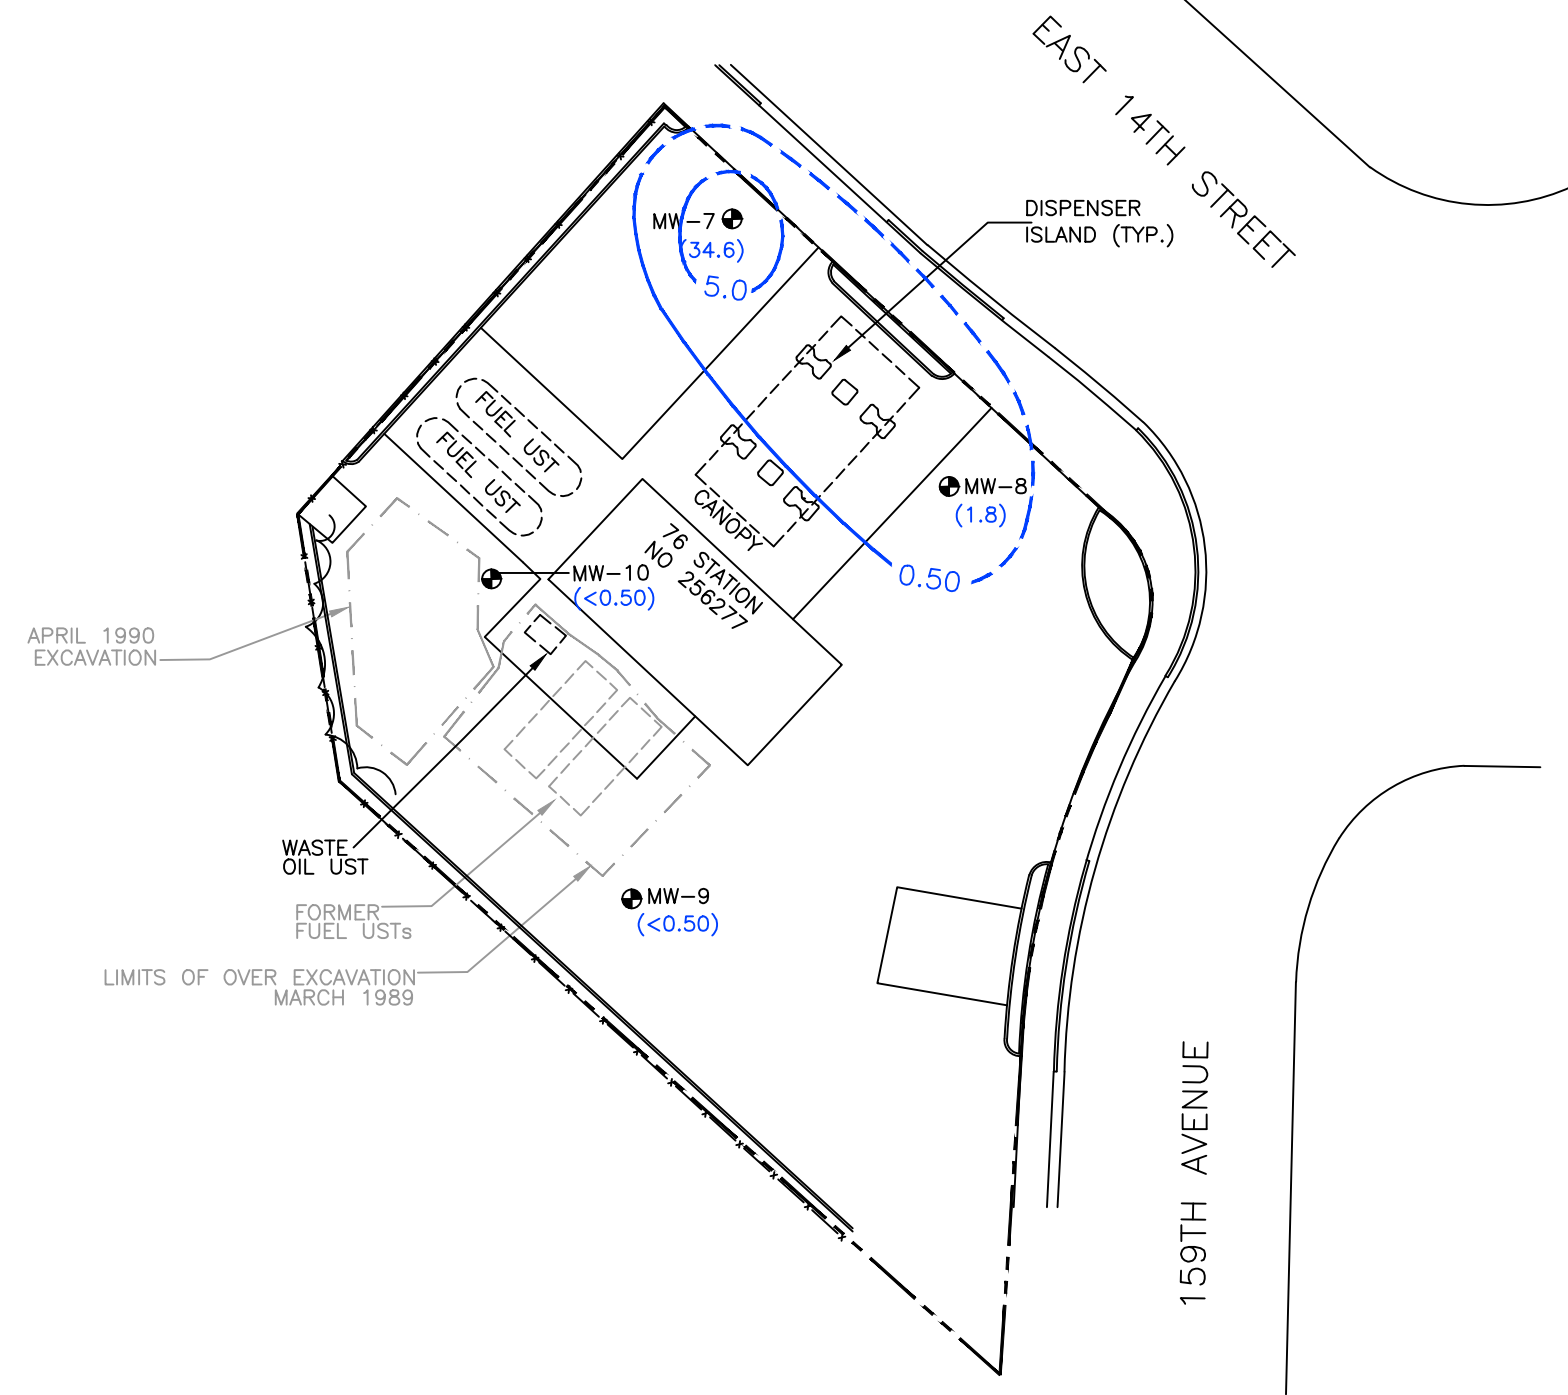 EAST 14TH STREET
DISPENSER
ISLAND (TYP.)
MW-7
(34.6)
5.0
FUEL UST
FUEL UST
CANOPY
MW-8
(1.8)
0.50
76 STATION
NO 256277
MW-10
(<0.50)
APRIL 1990
EXCAVATION
WASTE
OIL UST
MW-9
(<0.50)
FORMER
FUEL USTs
LIMITS OF OVER EXCAVATION
MARCH 1989
159TH AVENUE